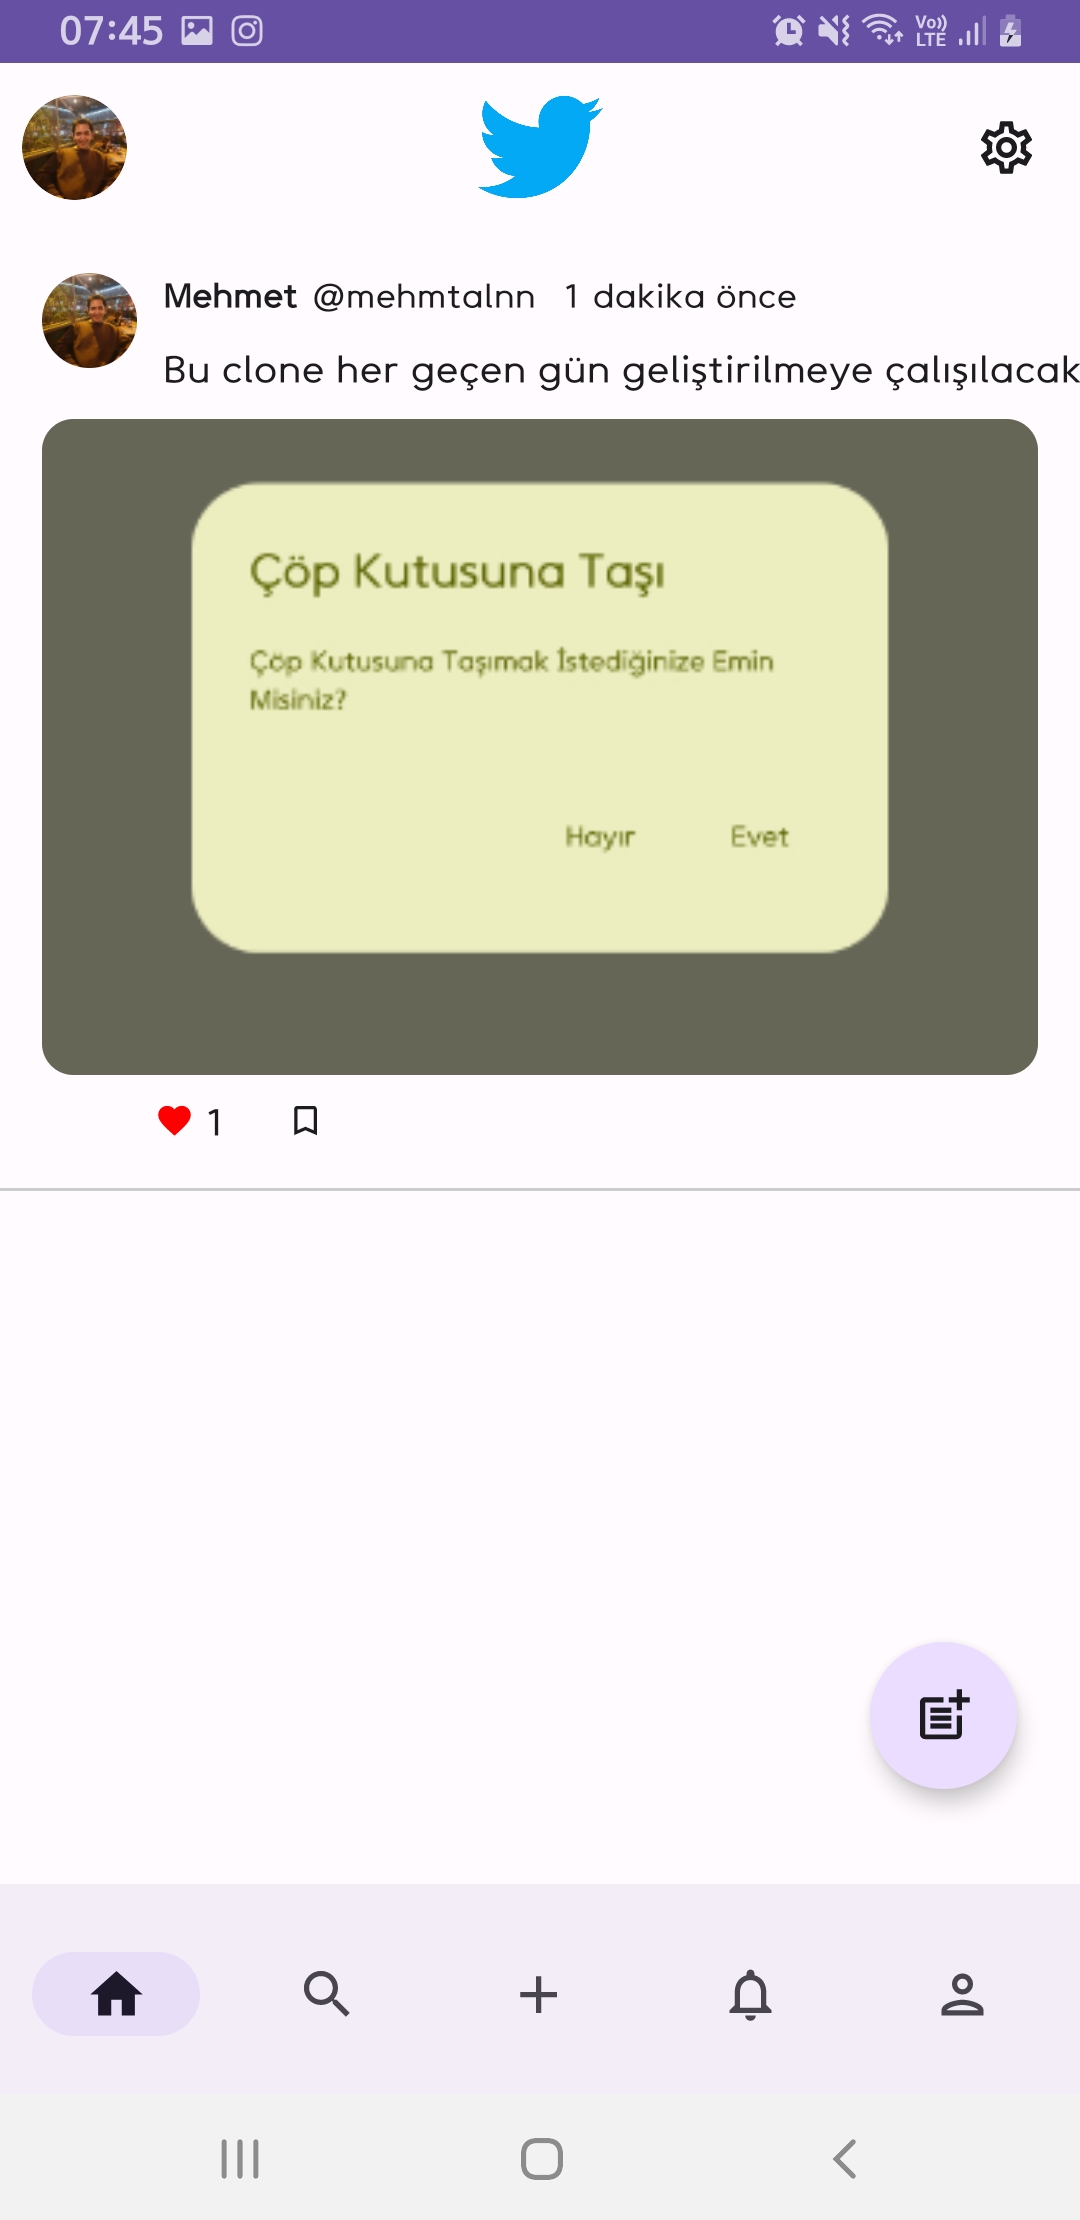 07:45 Vo)) LTE
Mehmet @mehmtalnn 1 dakika önce
Bu clone her geçen gün geliştirilmeye çalışılacak
Çöp Kutusuna Taşı
Çöp Kutusuna Taşımak İstediğinize Emin
Misiniz?
Hayır Evet
1